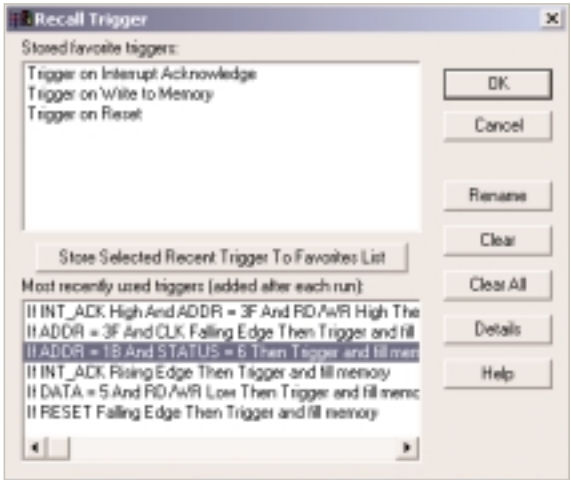 Recall Trigger
Stored favorite triggers:
Trigger on Interrupt Acknowledge
Trigger on Write to Memory
Trigger on Reset
OK
Cancel
Rename
Clear
Clear All
Details
Help
Store Selected Recent Trigger To Favorites List
Most recently used triggers (added after each run):
If INT_ACK High And ADDR = 3F And RD/WR High The
If ADDR = 3F And CLK Falling Edge Then Trigger and fill
If ADDR = 1B And STATUS = 6 Then Trigger and fill mem
If INT_ACK Rising Edge Then Trigger and fill memory
If DATA = 5 And RD/WR Low Then Trigger and fill memo
If RESET Falling Edge Then Trigger and fill memory